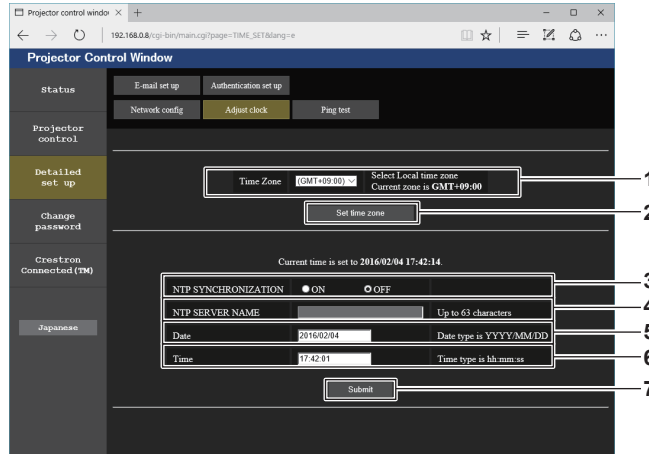 Projector control windo
192.168.0.8/cgi-bin/main.cgi?page=TIME_SET&lang=e
Projector Control Window
Status
Projector
control
Detailed
set up
Change
password
Crestron
Connected(TM)
Japanese
E-mail set up
Authentication set up
Network config
Adjust clock
Ping test
Time Zone
(GMT+09:00)
Select Local time zone
Current zone is GMT+09:00
1
Set time zone
2
Current time is set to 2016/02/04 17:42:14.
NTP SYNCHRONIZATION
ON
OFF
3
NTP SERVER NAME
Up to 63 characters
4
Date
2016/02/04
Date type is YYYY/MM/DD
5
Time
17:42:01
Time type is hh:mm:ss
6
Submit
7